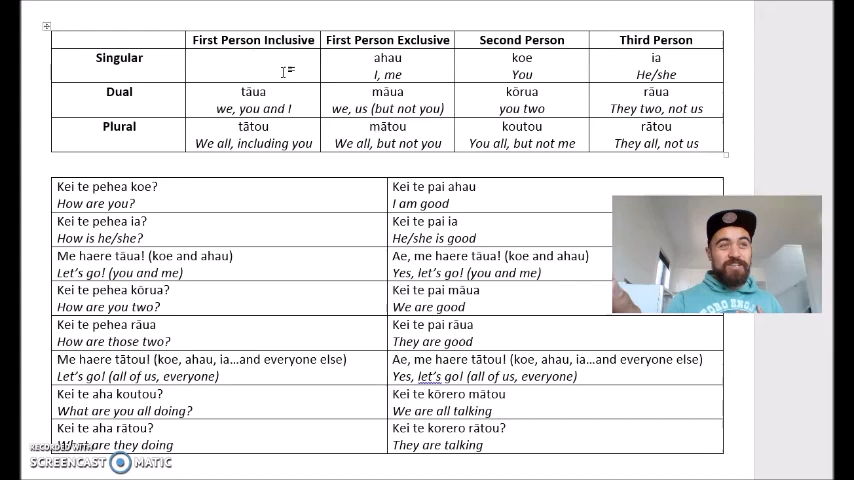 First Person Inclusive First Person Exclusive Second Person Third Person
Singular ahau koe ia
I, me You He/she
Dual tāua māua kōrua rāua
we, you and I we, us (but not you) you two They two, not us
Plural tātou mātou koutou rātou
We all, including you We all, but not you You all, but not me They all, not us
Kei te pehea koe? Kei te pai ahau
How are you? I am good
Kei te pehea ia? Kei te pai ia
How is he/she? He/she is good
Me haere tāua! (koe and ahau) Ae, me haere tāua! (koe and ahau)
Let's go! (you and me) Yes, let's go! (you and me)
Kei te pehea kōrua? Kei te pai māua
How are you two? We are good
Kei te pehea rāua Kei te pai rāua
How are those two? They are good
Me haere tātou! (koe, ahau, ia...and everyone else) Ae, me haere tātou! (koe, ahau, ia...and everyone else)
Let's go! (all of us, everyone) Yes, let's go! (all of us, everyone)
Kei te aha koutou? Kei te kōrero mātou
What are you all doing? We are all talking
Kei te aha rātou? Kei te korero rātou?
What are they doing They are talking
RECORDED WITH
SCREENCAST MATIC